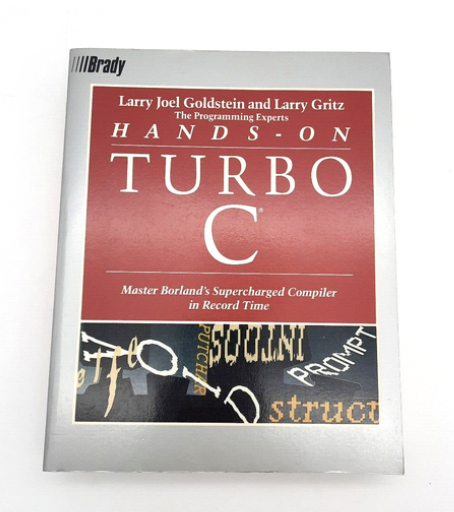 Brady
Larry Joel Goldstein and Larry Gritz
The Programming Experts
HANDS-ON
TURBO
C®
Master Borland's Supercharged Compiler
in Record Time
PUTCHAR
VOID
PROMPT
struct